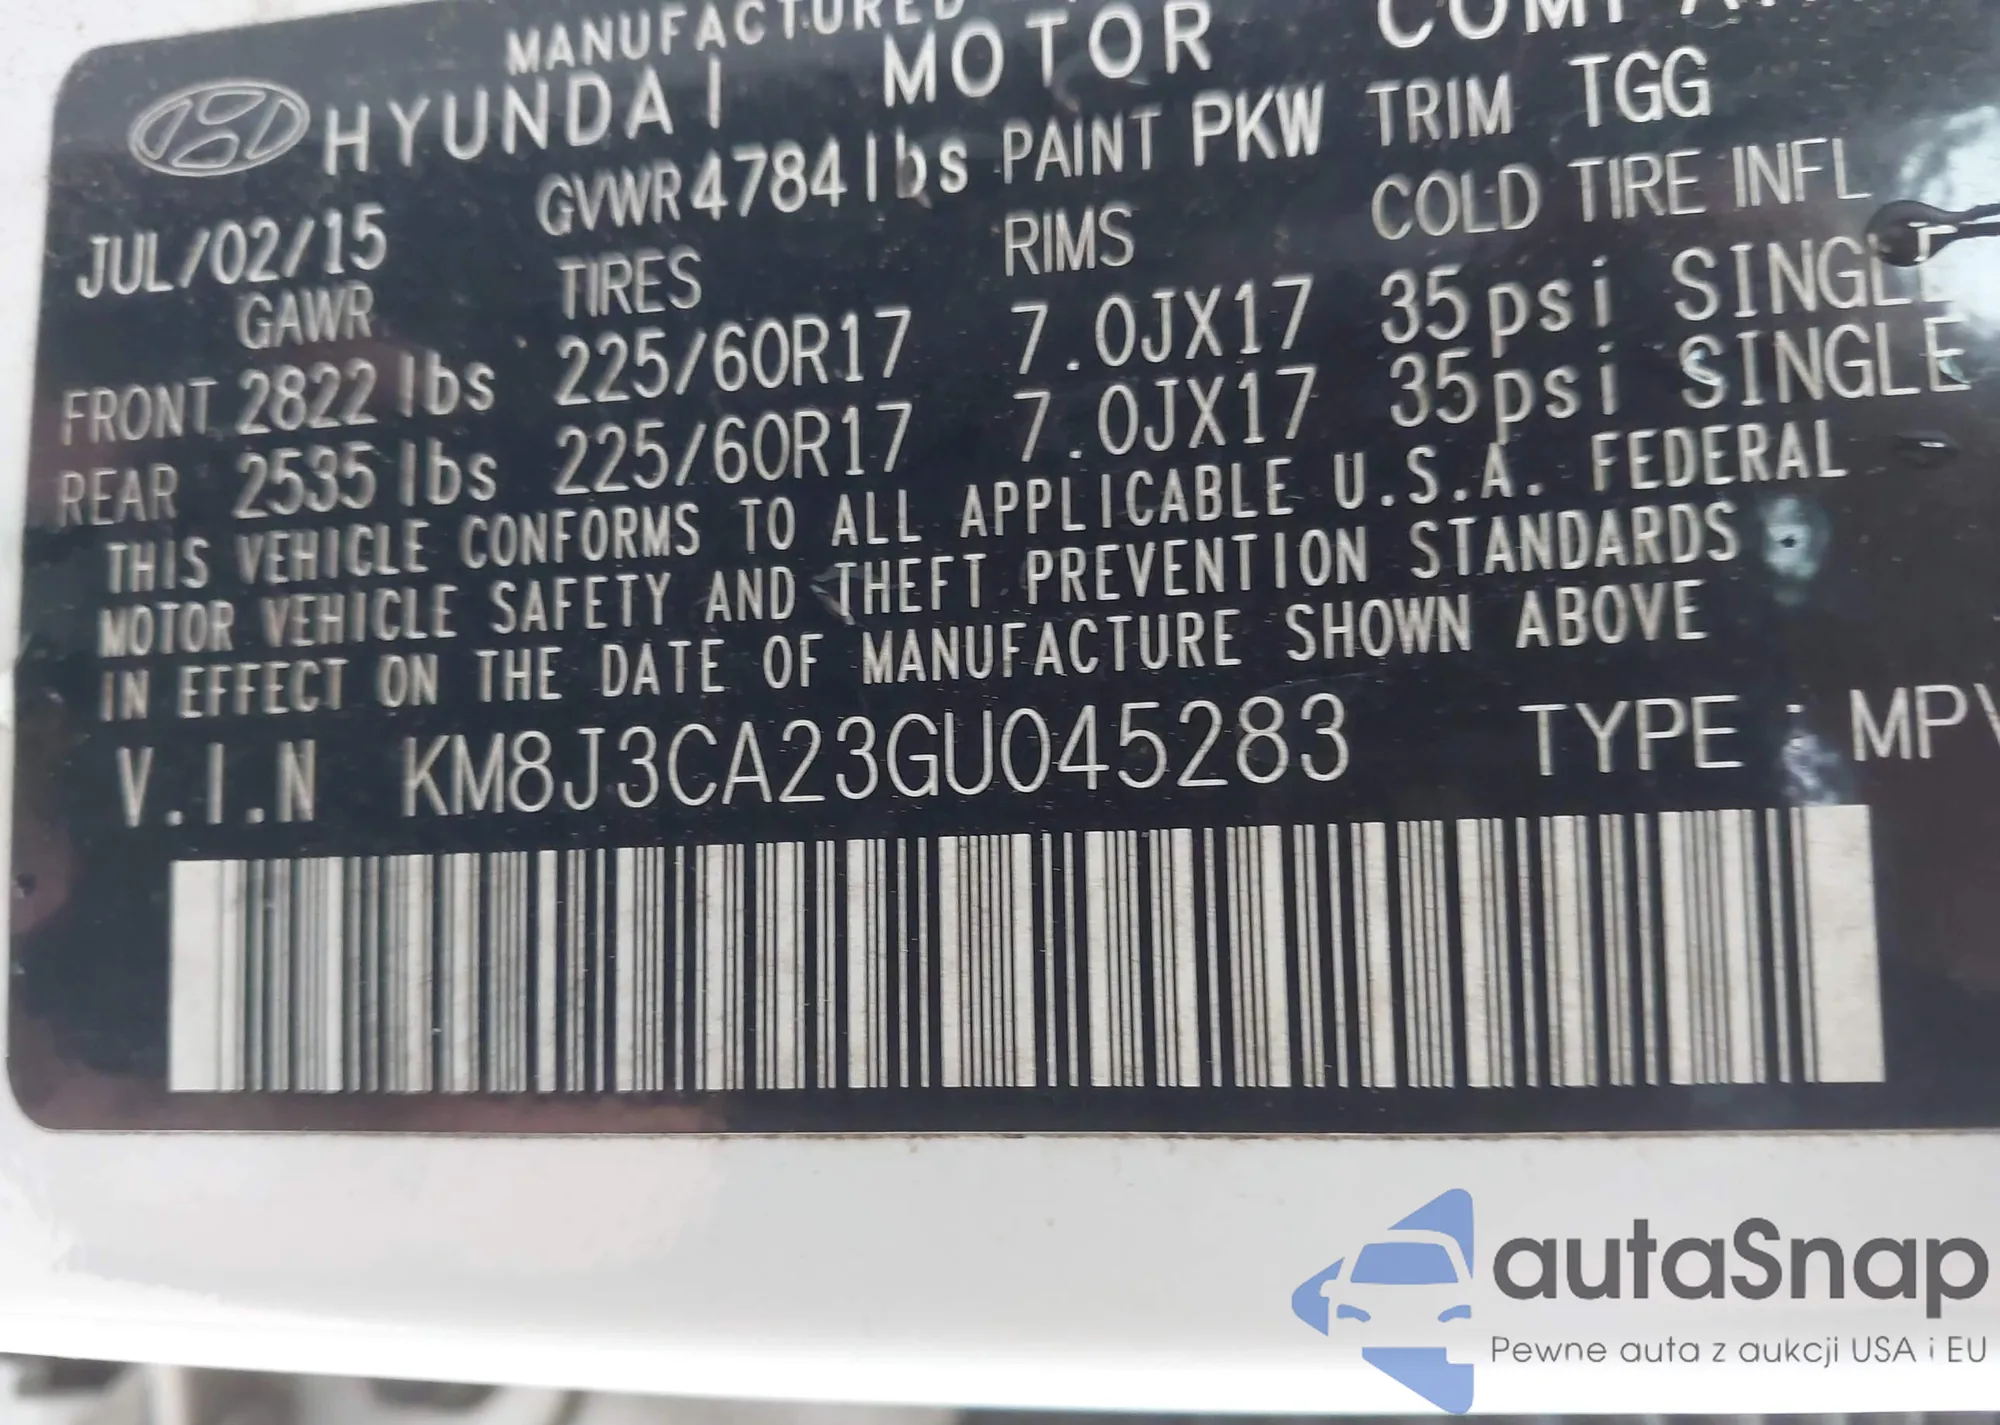 MANUFACTURED
HYUNDAI MOTOR
JUL/02/15 GVWR 4784 lbs PAINT PKW TRIM TGG
GAWR TIRES RIMS COLD TIRE INFL
FRONT 2822 lbs 225/60R17 7.0JX17 35psi SINGLE
REAR 2535 lbs 225/60R17 7.0JX17 35psi SINGLE
THIS VEHICLE CONFORMS TO ALL APPLICABLE U.S.A. FEDERAL
MOTOR VEHICLE SAFETY AND THEFT PREVENTION STANDARDS
IN EFFECT ON THE DATE OF MANUFACTURE SHOWN ABOVE
V.I.N KM8J3CA23GU045283 TYPE : MPV
autaSnap
Pewne auta z aukcji USA i EU